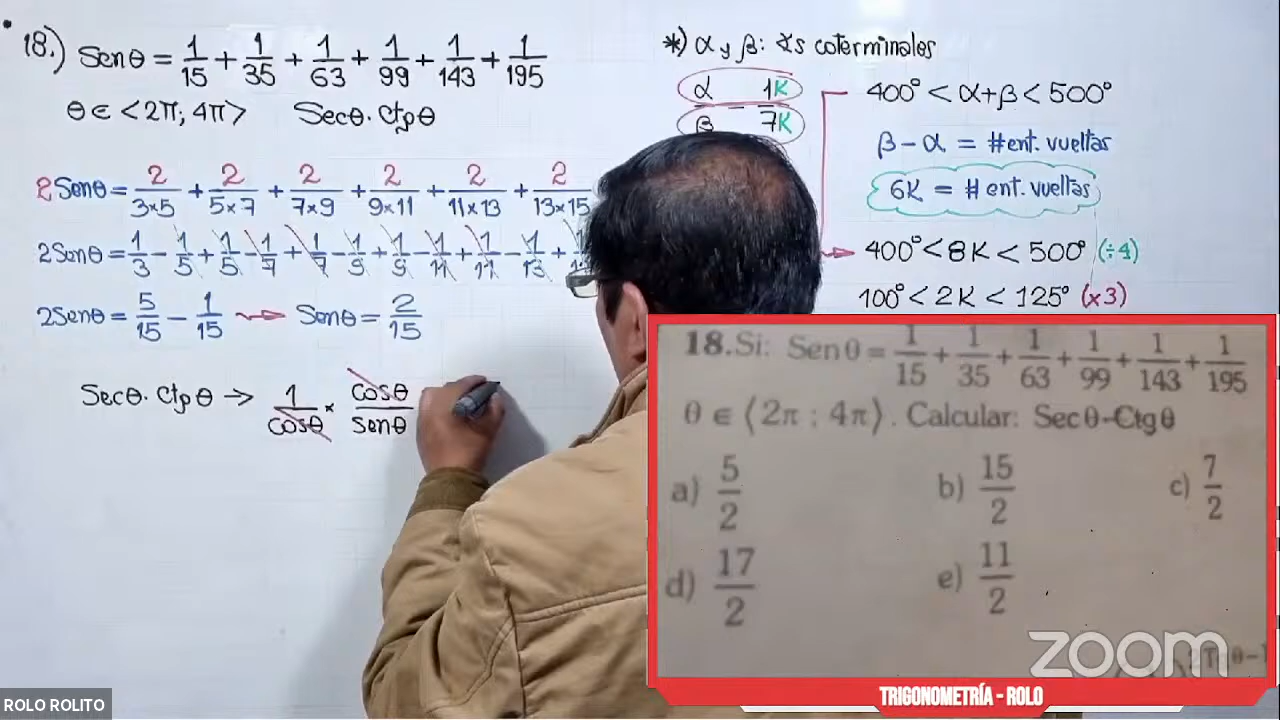 18.) Senθ = 1/15 + 1/35 + 1/63 + 1/99 + 1/143 + 1/195
θ ∈ <2π; 4π> Secθ. Ctgθ
2Senθ = 2/3×5 + 2/5×7 + 2/7×9 + 2/9×11 + 2/11×13 + 2/13×15
2Senθ = 1/3 - 1/5 + 1/5 - 1/7 + 1/7 - 1/9 + 1/9 - 1/11 + 1/11 - 1/13 +
2Senθ = 5/15 - 1/15 → Senθ = 2/15
Secθ. Ctgθ → 1/cosθ × cosθ/senθ
*) α y β: ∢s coterminales
α/β - 1K/7K
400° < α+β < 500°
β - α = #ent. vueltas
6K = # ent. vueltas
400° < 8K < 500° (÷4)
100° < 2K < 125° (×3)
18. Si: Senθ = 1/15 + 1/35 + 1/63 + 1/99 + 1/143 + 1/195
θ ∈ ⟨2π ; 4π⟩. Calcular: Secθ-Ctgθ
a) 5/2 b) 15/2 c) 7/2
d) 17/2 e) 11/2
zoom
TRIGONOMETRÍA - ROLO
ROLO ROLITO